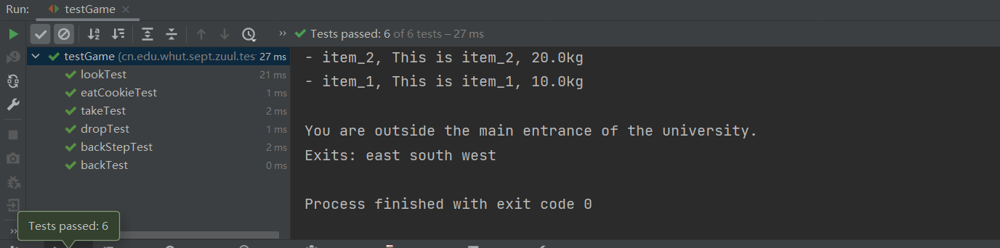 Run: testGame
Tests passed: 6 of 6 tests – 27 ms
testGame (cn.edu.whut.sept.zuul.tes 27 ms
lookTest 21 ms
eatCookieTest 1 ms
takeTest 2 ms
dropTest 1 ms
backStepTest 2 ms
backTest 0 ms
- item_2, This is item_2, 20.0kg
- item_1, This is item_1, 10.0kg
You are outside the main entrance of the university.
Exits: east south west
Process finished with exit code 0
Tests passed: 6